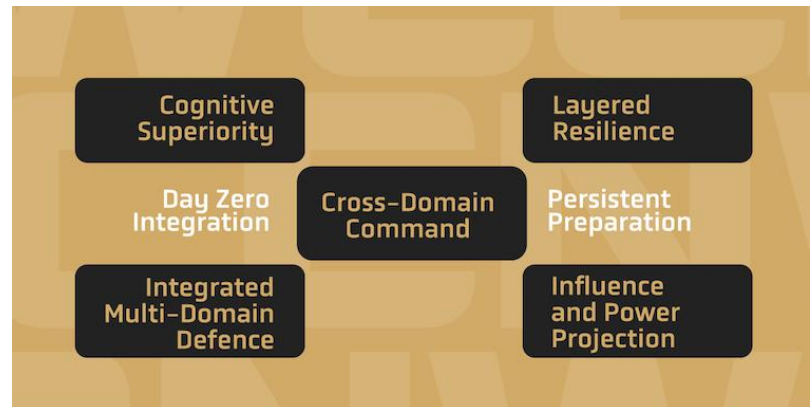 Cognitive
Superiority
Layered
Resilience
Day Zero
Integration
Cross-Domain
Command
Persistent
Preparation
Integrated
Multi-Domain
Defence
Influence
and Power
Projection